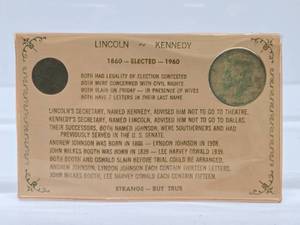 LINCOLN ~ KENNEDY
1860 — ELECTED — 1960
BOTH HAD LEGALITY OF ELECTION CONTESTED
BOTH WERE CONCERNED WITH CIVIL RIGHTS
BOTH SLAIN ON FRIDAY — IN PRESENCE OF WIVES
BOTH HAVE 7 LETTERS IN THEIR LAST NAME
LINCOLN'S SECRETARY, NAMED KENNEDY, ADVISED HIM NOT TO GO TO THEATRE.
KENNEDY'S SECRETARY, NAMED LINCOLN, ADVISED HIM NOT TO GO TO DALLAS.
THEIR SUCCESSORS, BOTH NAMED JOHNSON, WERE SOUTHERNERS AND HAD
PREVIOUSLY SERVED IN THE U.S. SENATE.
ANDREW JOHNSON WAS BORN IN 1808 — LYNDON JOHNSON IN 1908.
JOHN WILKES BOOTH WAS BORN IN 1839 — LEE HARVEY OSWALD IN 1939.
BOTH BOOTH AND OSWALD SLAIN BEFORE TRIAL COULD BE ARRANGED.
ANDREW JOHNSON, LYNDON JOHNSON EACH CONTAIN THIRTEEN LETTERS,
JOHN WILKES BOOTH, LEE HARVEY OSWALD EACH CONTAIN FIFTEEN.
STRANGE — BUT TRUE